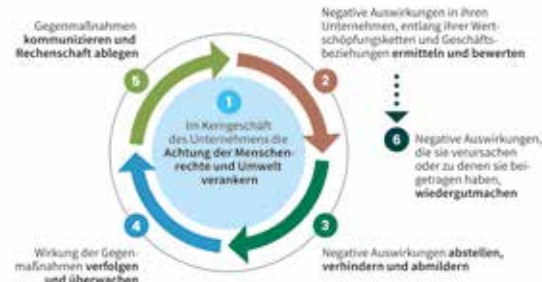 Gegenmaßnahmen
kommunizieren und
Rechenschaft ablegen
5
Negative Auswirkungen in ihren
Unternehmen, entlang ihrer Wert-
schöpfungsketten und Geschäfts-
beziehungen ermitteln und bewerten
2
1
Im Kerngeschäft
des Unternehmens die
Achtung der Menschen-
rechte und Umwelt
verankern
6
Negative Auswirkungen,
die sie verursachen
oder zu denen sie bei-
getragen haben,
wiedergutmachen
4
Wirkung der Gegen-
maßnahmen verfolgen
und überwachen
3
Negative Auswirkungen abstellen,
verhindern und abmildern